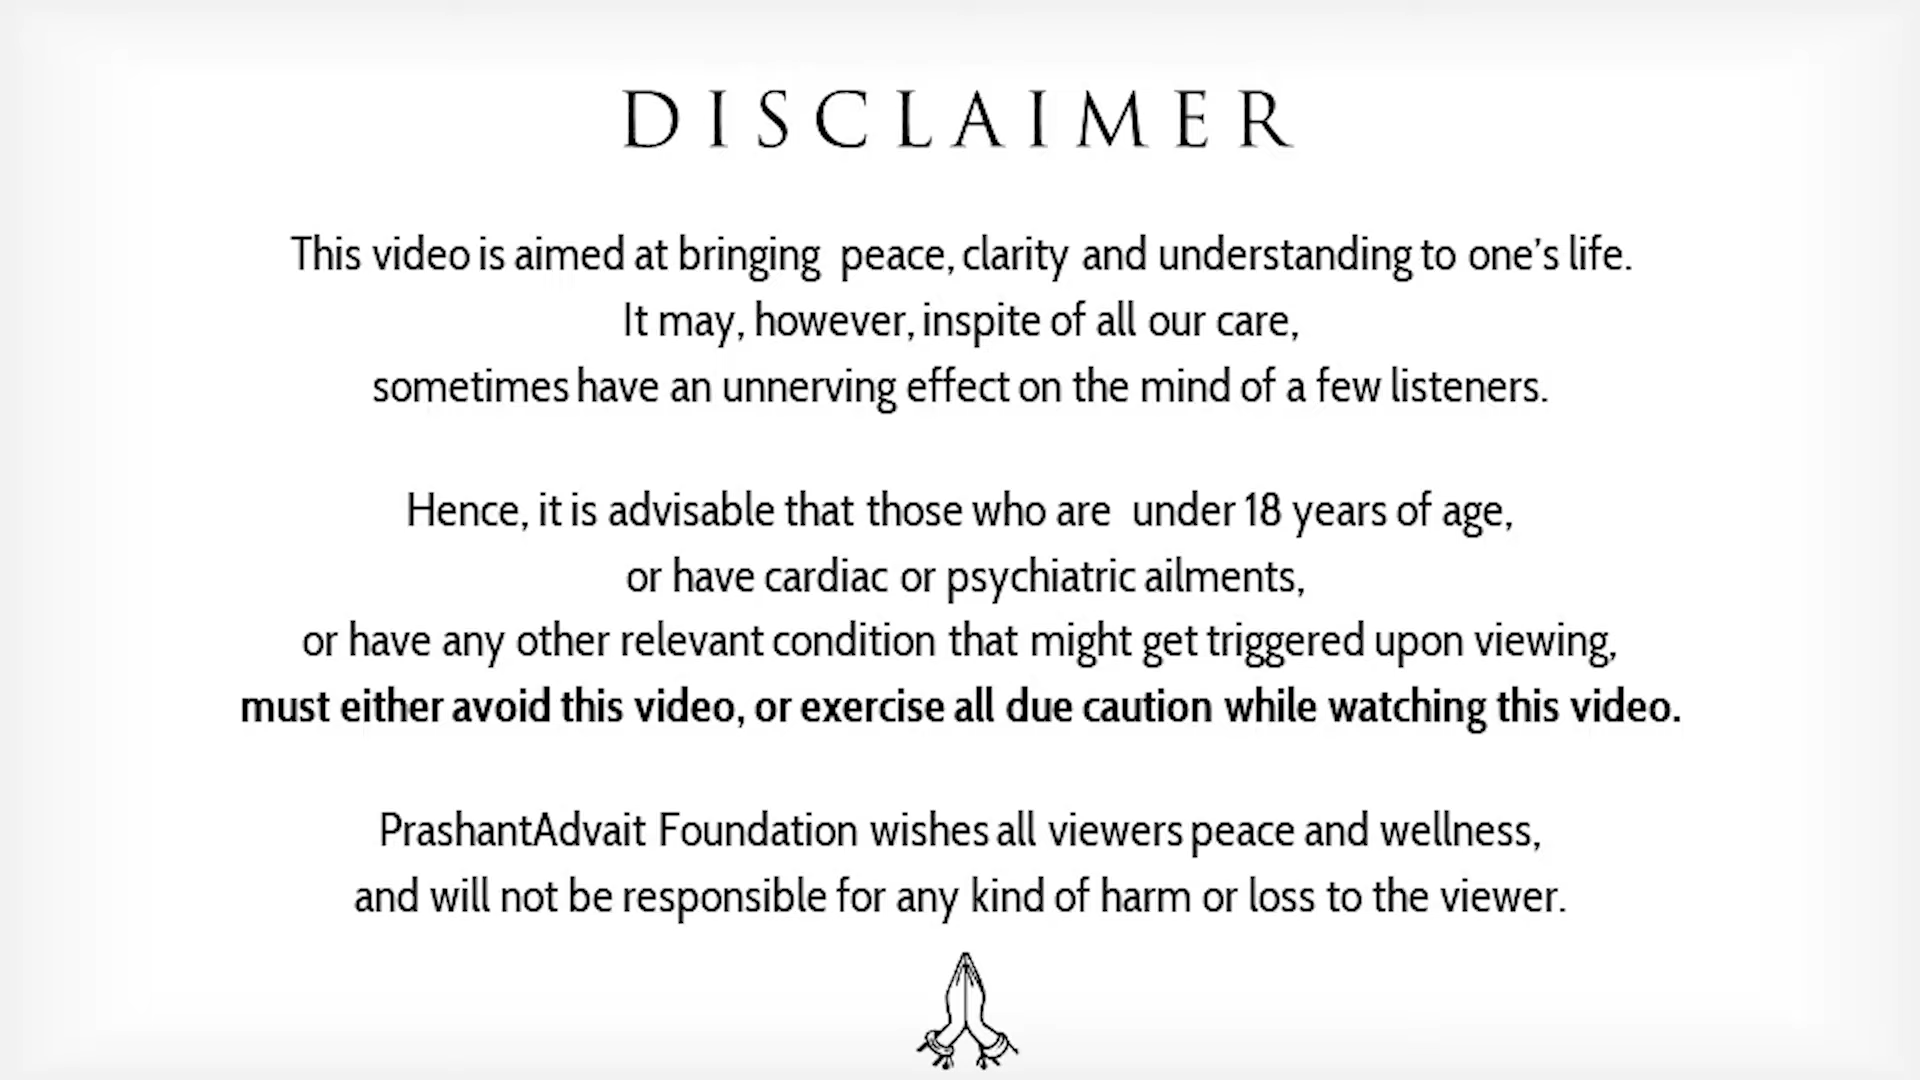 DISCLAIMER
This video is aimed at bringing peace, clarity and understanding to one's life.
It may, however, inspite of all our care,
sometimes have an unnerving effect on the mind of a few listeners.
Hence, it is advisable that those who are under 18 years of age,
or have cardiac or psychiatric ailments,
or have any other relevant condition that might get triggered upon viewing,
must either avoid this video, or exercise all due caution while watching this video.
PrashantAdvait Foundation wishes all viewers peace and wellness,
and will not be responsible for any kind of harm or loss to the viewer.